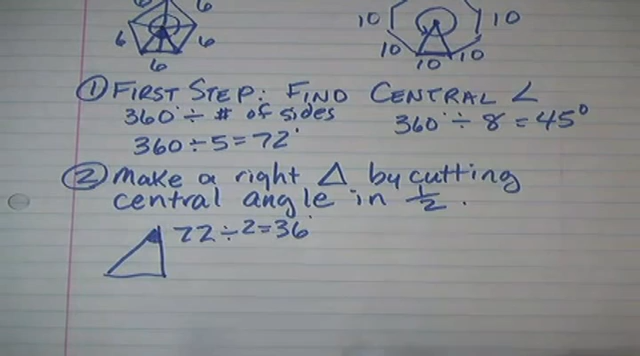 6 6
6 6
6
10 10
10 10
10
① FIRST STEP: FIND CENTRAL ∠
360° ÷ # of sides 360° ÷ 8 = 45°
360 ÷ 5 = 72°
② Make a right △ by cutting
central angle in 1/2.
72 ÷ 2 = 36°